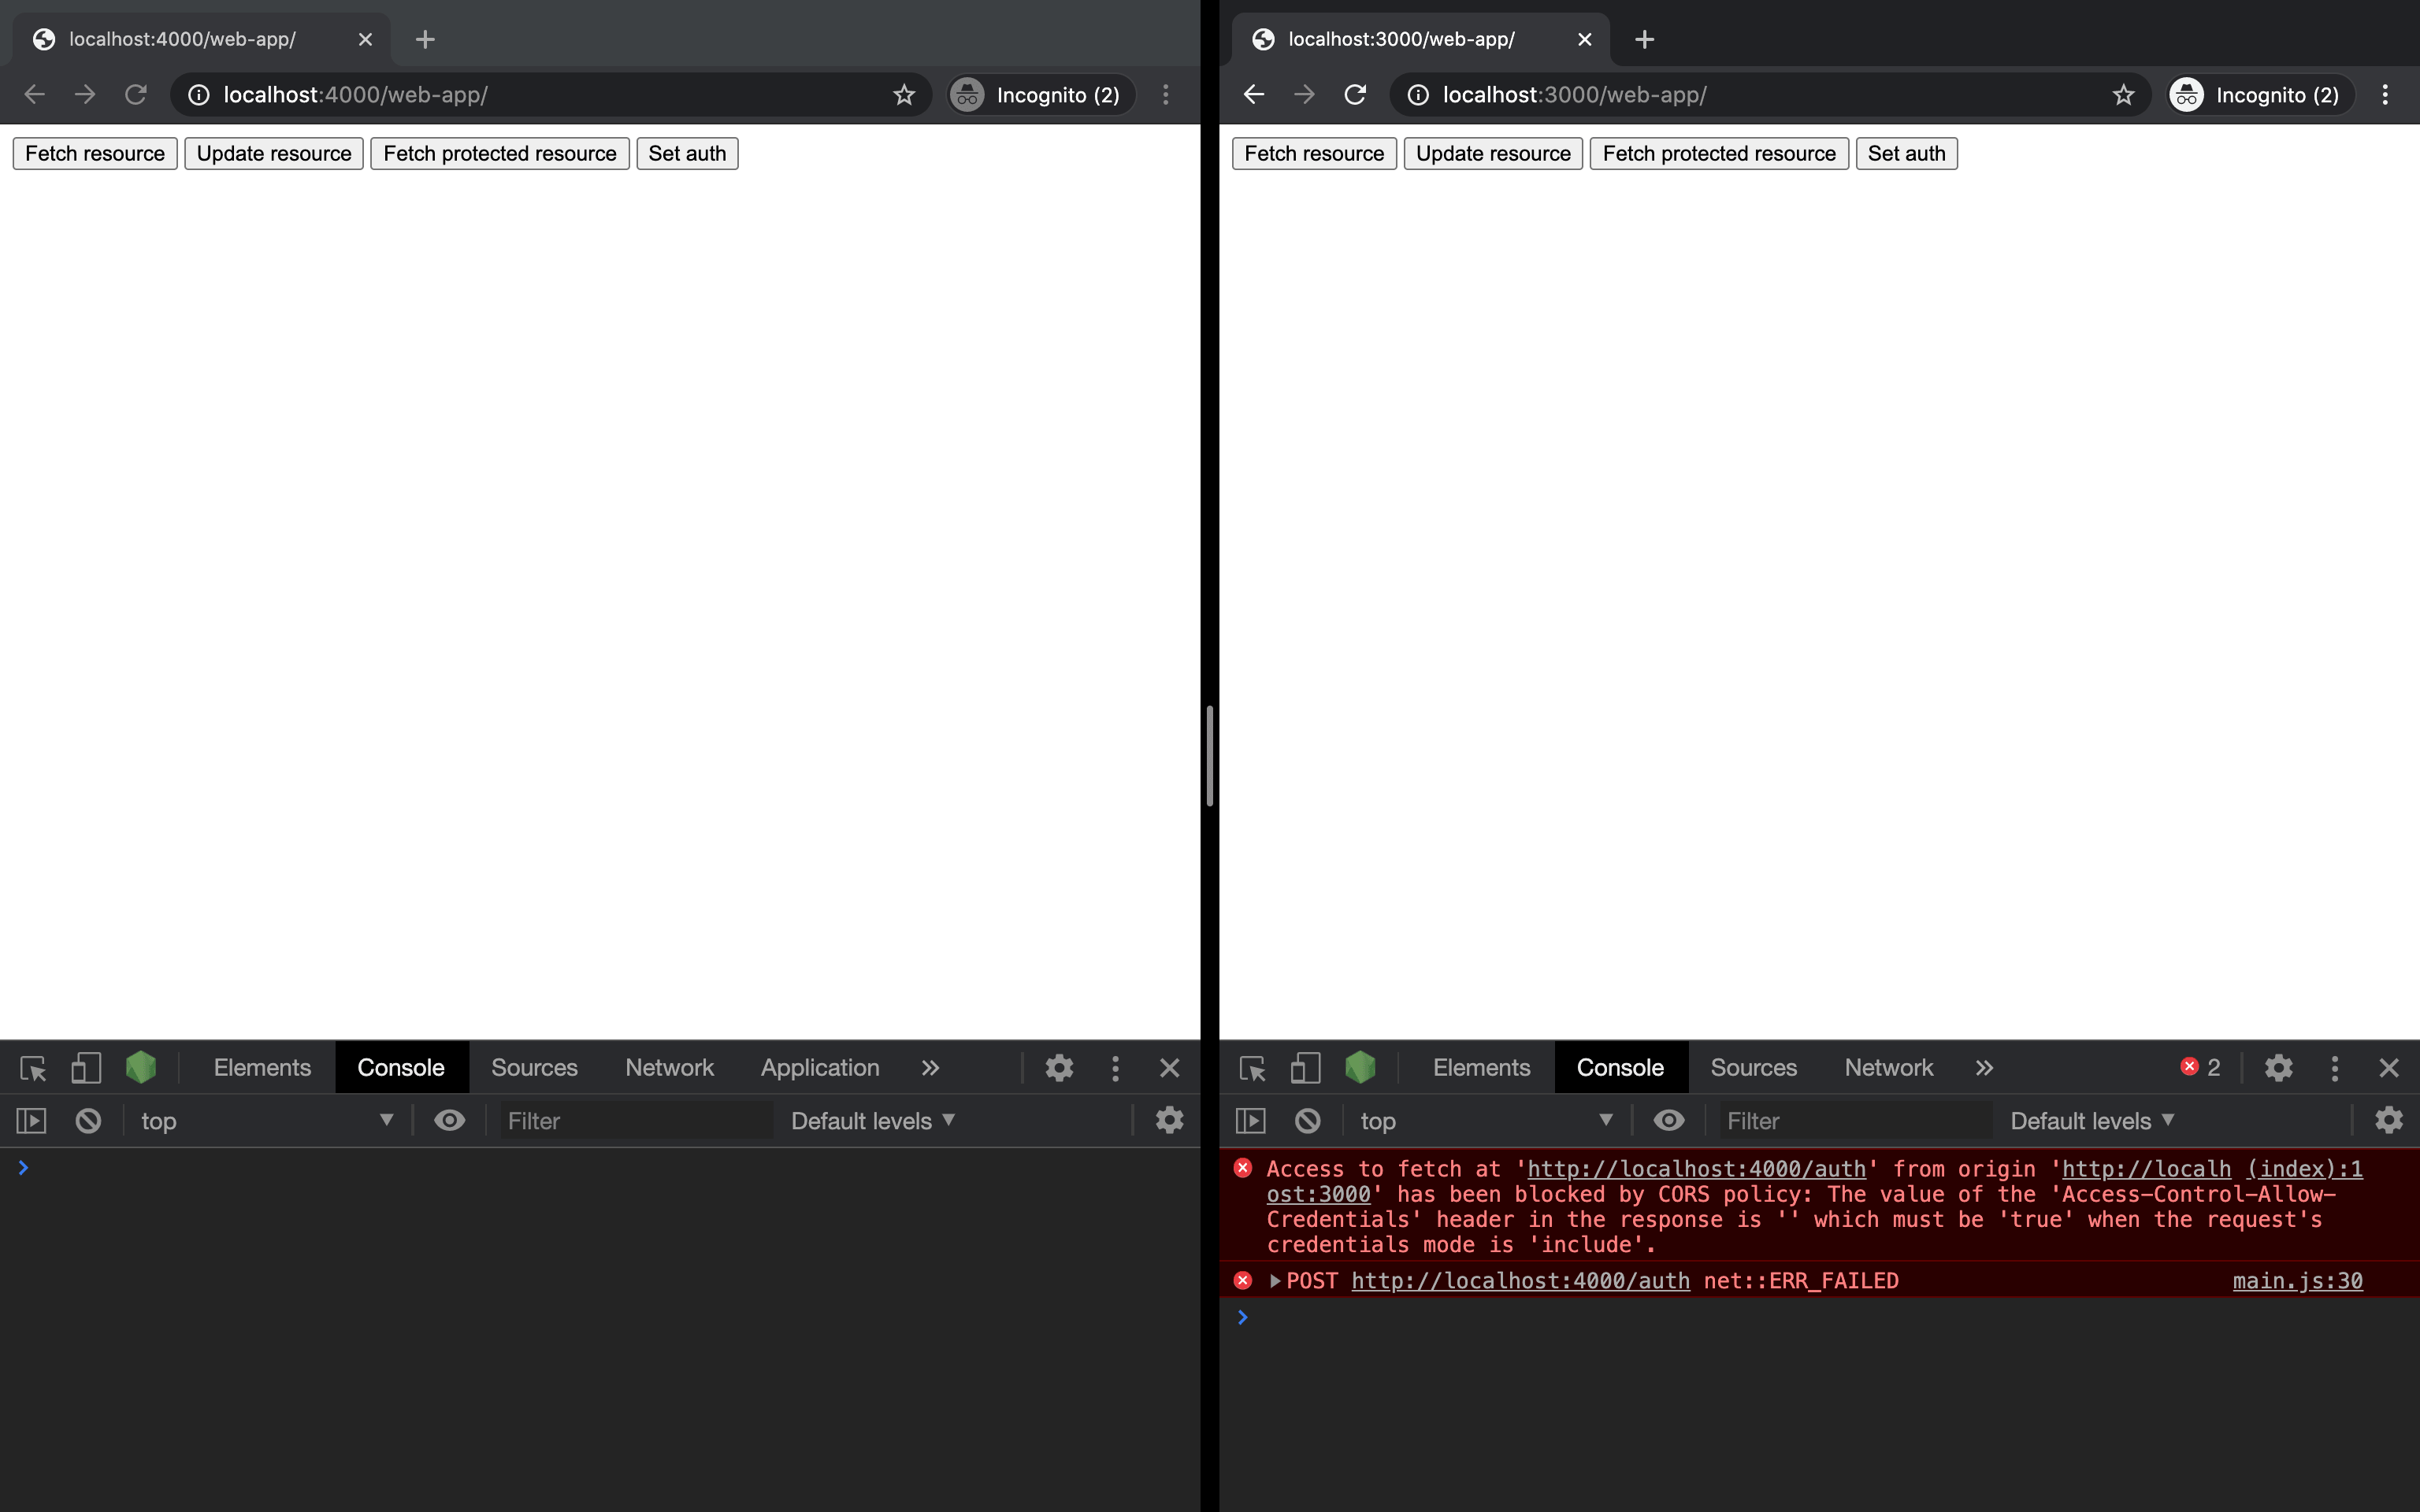 localhost:4000/web-app/
localhost:4000/web-app/
Incognito (2)
Fetch resource
Update resource
Fetch protected resource
Set auth
Elements
Console
Sources
Network
Application
top
Filter
Default levels
localhost:3000/web-app/
localhost:3000/web-app/
Incognito (2)
Fetch resource
Update resource
Fetch protected resource
Set auth
Elements
Console
Sources
Network
2
top
Filter
Default levels
Access to fetch at 'http://localhost:4000/auth' from origin 'http://localh (index):1
ost:3000' has been blocked by CORS policy: The value of the 'Access-Control-Allow-
Credentials' header in the response is '' which must be 'true' when the request's
credentials mode is 'include'.
POST http://localhost:4000/auth net::ERR_FAILED main.js:30